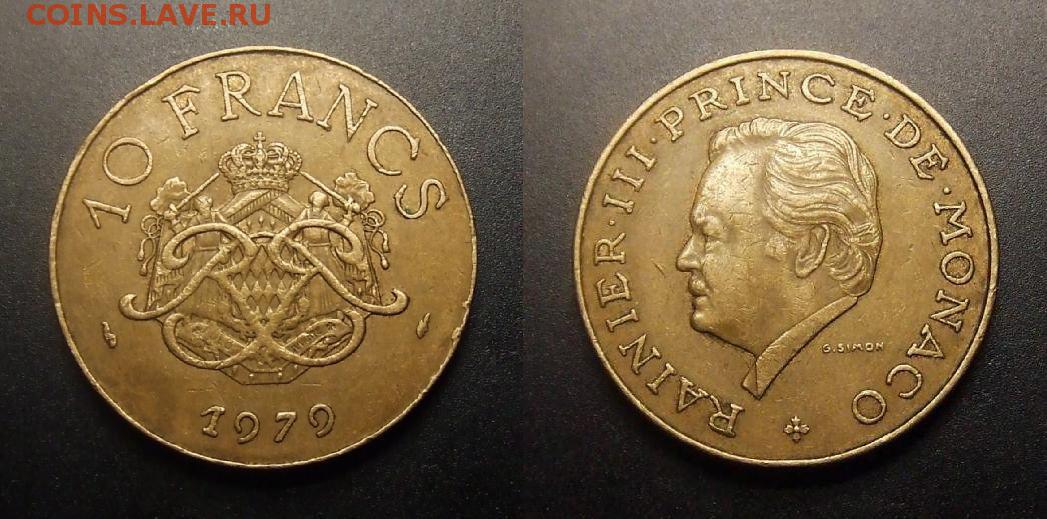 COINS.LAVE.RU
10 FRANCS
1979
RAINIER·III·PRINCE·DE·MONACO
G.SIMON